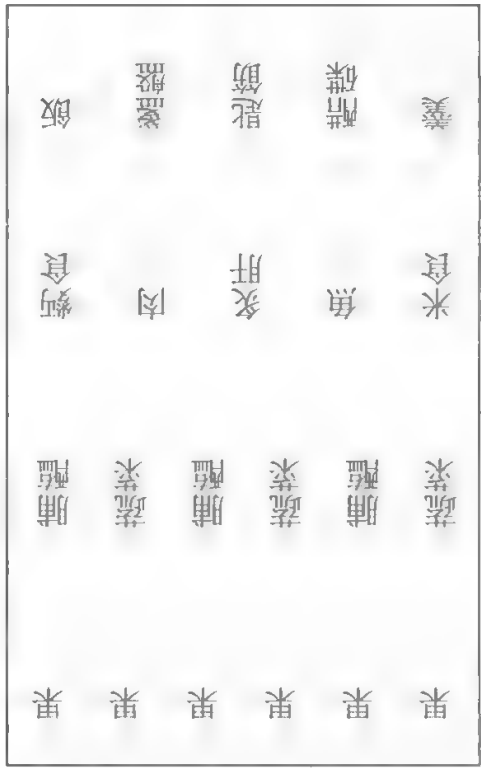 果 果 果 果 果 果
蔬菜 脯醢 蔬菜 脯醢 蔬菜 脯醢
米食 魚 炙肝 肉 麪食
羹 醋碟 匙筯 盞盤 飯